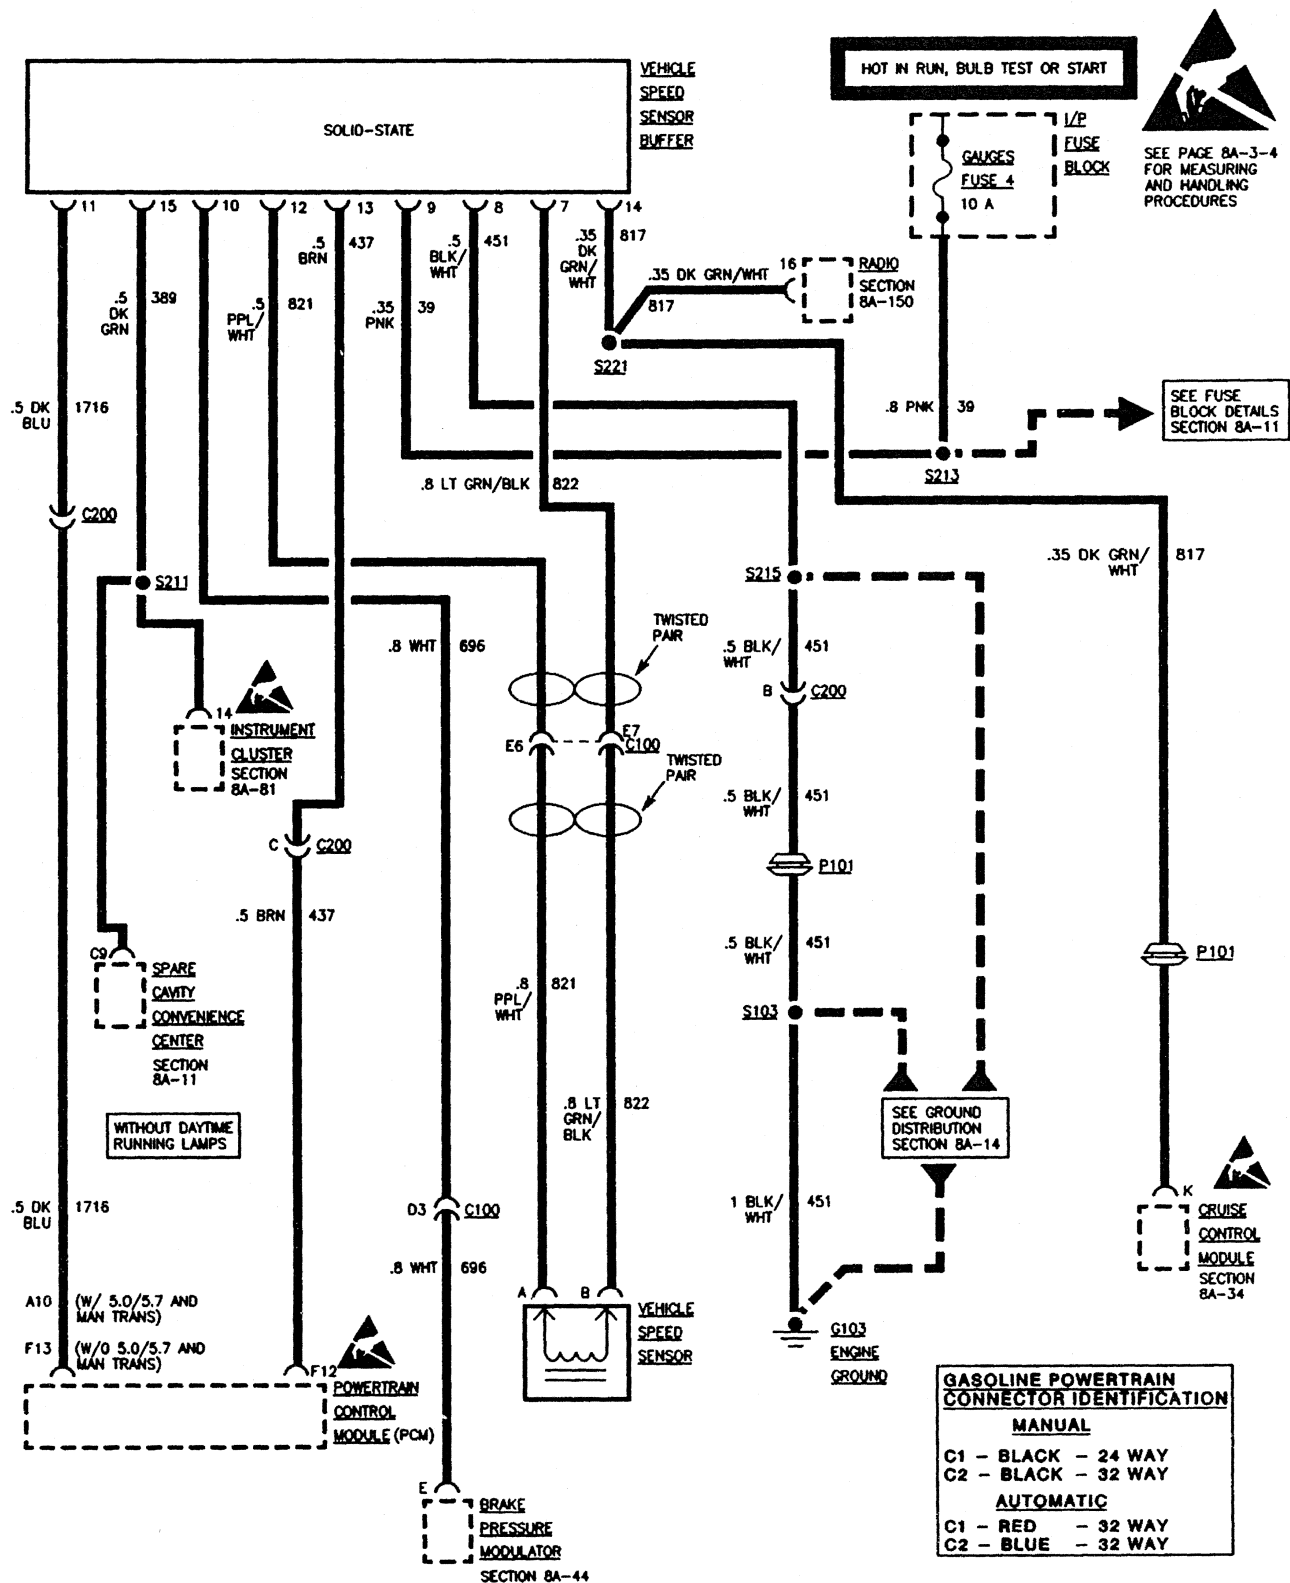 VEHICLE
SPEED
SENSOR
BUFFER
SOLID-STATE
HOT IN RUN, BULB TEST OR START
I/P
FUSE
BLOCK
GAUGES
FUSE 4
10 A
SEE PAGE 8A-3-4
FOR MEASURING
AND HANDLING
PROCEDURES
11
15
10
12
13
9
8
7
14
.5
BRN
437
.5
BLK/
WHT
451
.35
DK
GRN/
WHT
817
.35 DK GRN/WHT
817
16
RADIO
SECTION
8A-150
.5
DK
GRN
389
.5
PPL/
WHT
821
.35
PNK
39
S221
.5 DK
BLU
1716
.8 PNK
39
SEE FUSE
BLOCK DETAILS
SECTION 8A-11
S213
.8 LT GRN/BLK
822
C200
S211
.35 DK GRN/
WHT
817
S215
TWISTED
PAIR
.8 WHT
696
.5 BLK/
WHT
451
B
C200
14
INSTRUMENT
CLUSTER
SECTION
8A-81
E6
E7
C100
TWISTED
PAIR
.5 BLK/
WHT
451
C
C200
P101
.5 BRN
437
.5 BLK/
WHT
451
P101
C9
SPARE
CAVITY
CONVENIENCE
CENTER
SECTION
8A-11
.8
PPL/
WHT
821
S103
WITHOUT DAYTIME
RUNNING LAMPS
.8 LT
GRN/
BLK
822
SEE GROUND
DISTRIBUTION
SECTION 8A-14
.5 DK
BLU
1716
D3
C100
1 BLK/
WHT
451
K
CRUISE
CONTROL
MODULE
SECTION
8A-34
.8 WHT
696
A10
(W/ 5.0/5.7 AND
MAN TRANS)
F13
(W/O 5.0/5.7 AND
MAN TRANS)
F12
POWERTRAIN
CONTROL
MODULE (PCM)
A
B
VEHICLE
SPEED
SENSOR
G103
ENGINE
GROUND
E
BRAKE
PRESSURE
MODULATOR
SECTION 8A-44
GASOLINE POWERTRAIN
CONNECTOR IDENTIFICATION
MANUAL
C1 - BLACK - 24 WAY
C2 - BLACK - 32 WAY
AUTOMATIC
C1 - RED - 32 WAY
C2 - BLUE - 32 WAY